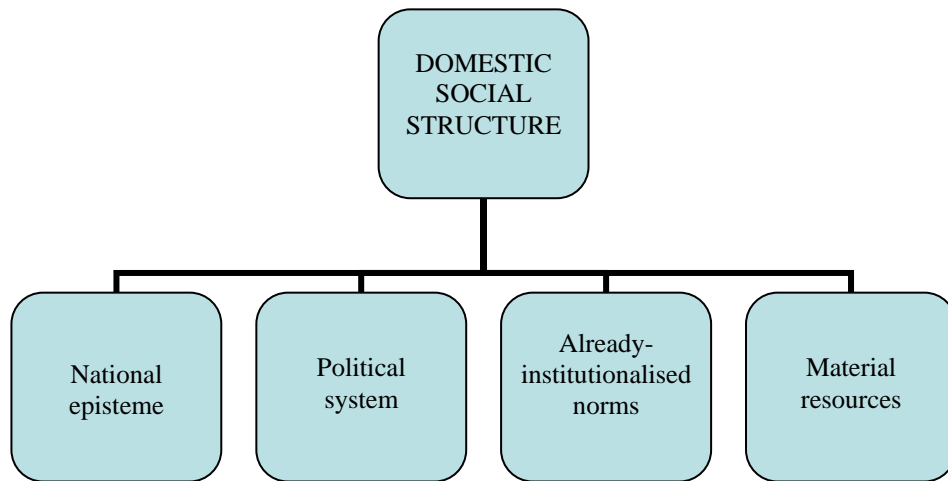 DOMESTIC
SOCIAL
STRUCTURE
National
episteme
Political
system
Already-
institutionalised
norms
Material
resources